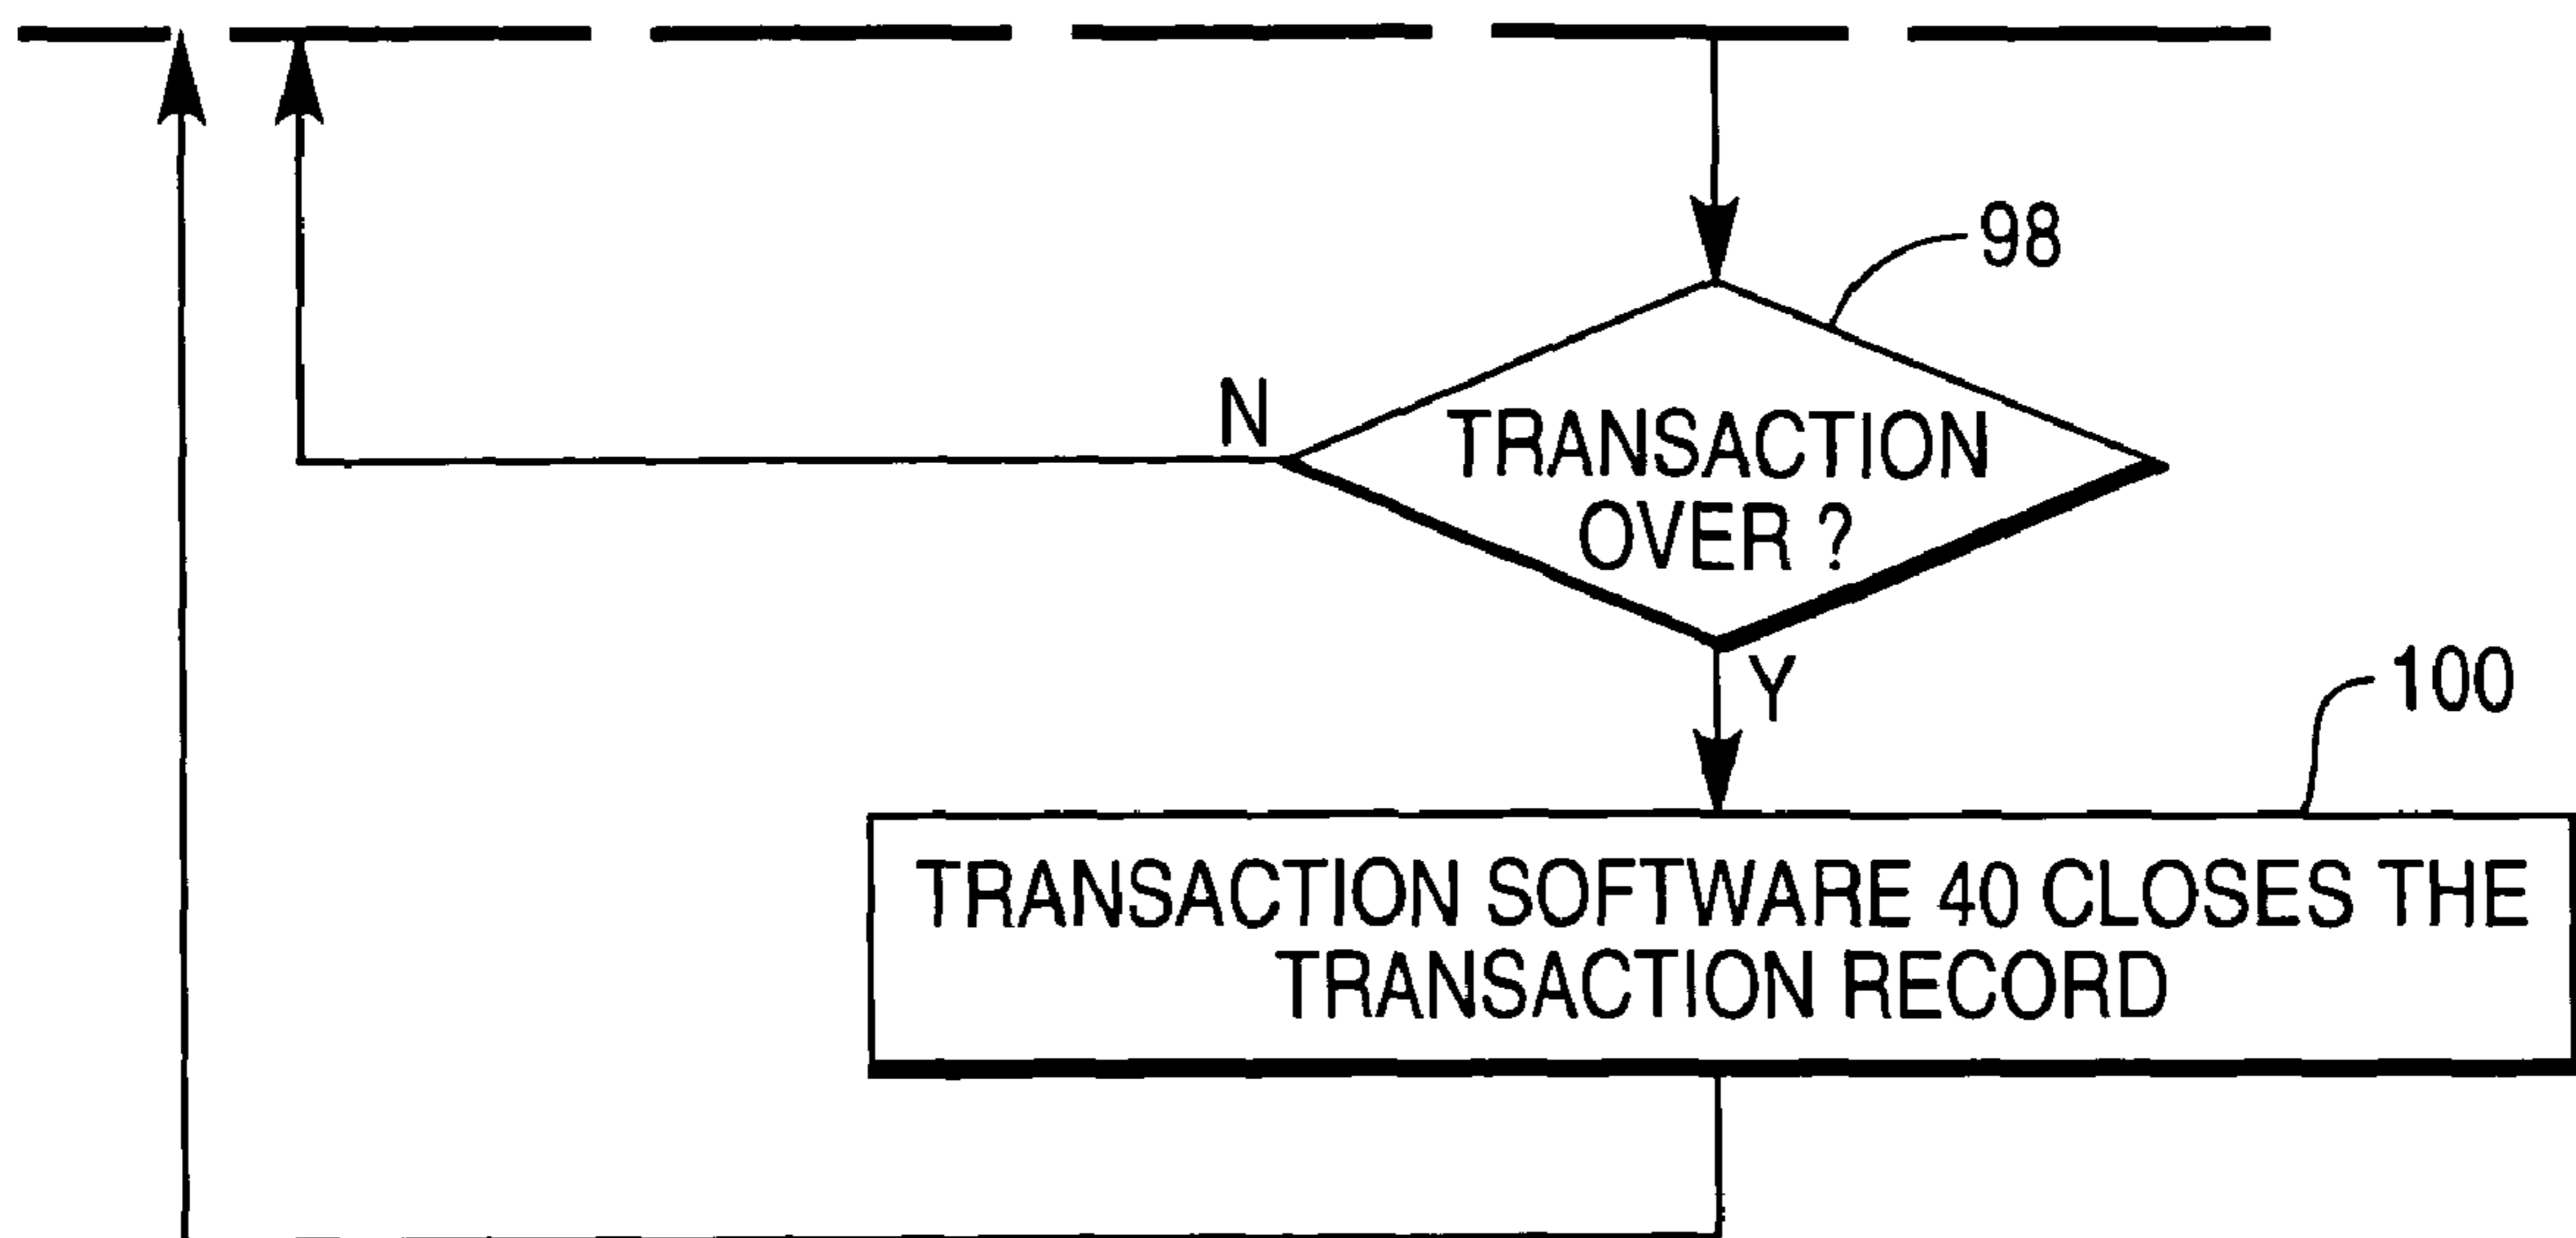 98
N
TRANSACTION
OVER ?
Y
100
TRANSACTION SOFTWARE 40 CLOSES THE
TRANSACTION RECORD